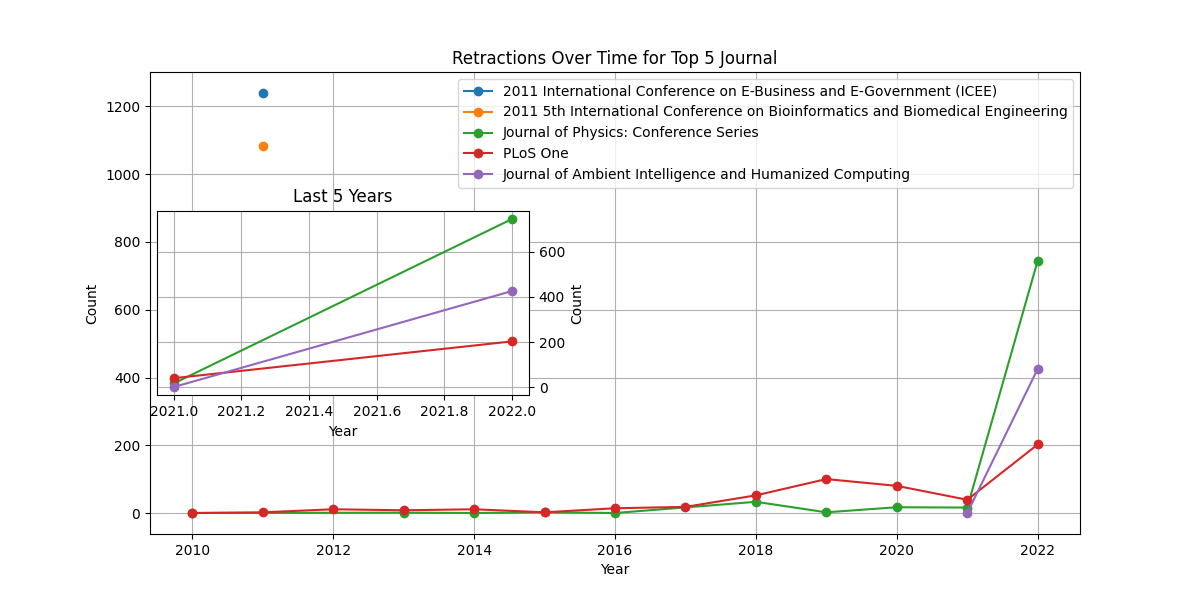 Retractions Over Time for Top 5 Journal
2011 International Conference on E-Business and E-Government (ICEE)
2011 5th International Conference on Bioinformatics and Biomedical Engineering
Journal of Physics: Conference Series
PLoS One
Journal of Ambient Intelligence and Humanized Computing
1200
1000
800
600
400
200
0
Count
Last 5 Years
600
400
200
0
Count
2021.0 2021.2 2021.4 2021.6 2021.8 2022.0
Year
2010 2012 2014 2016 2018 2020 2022
Year